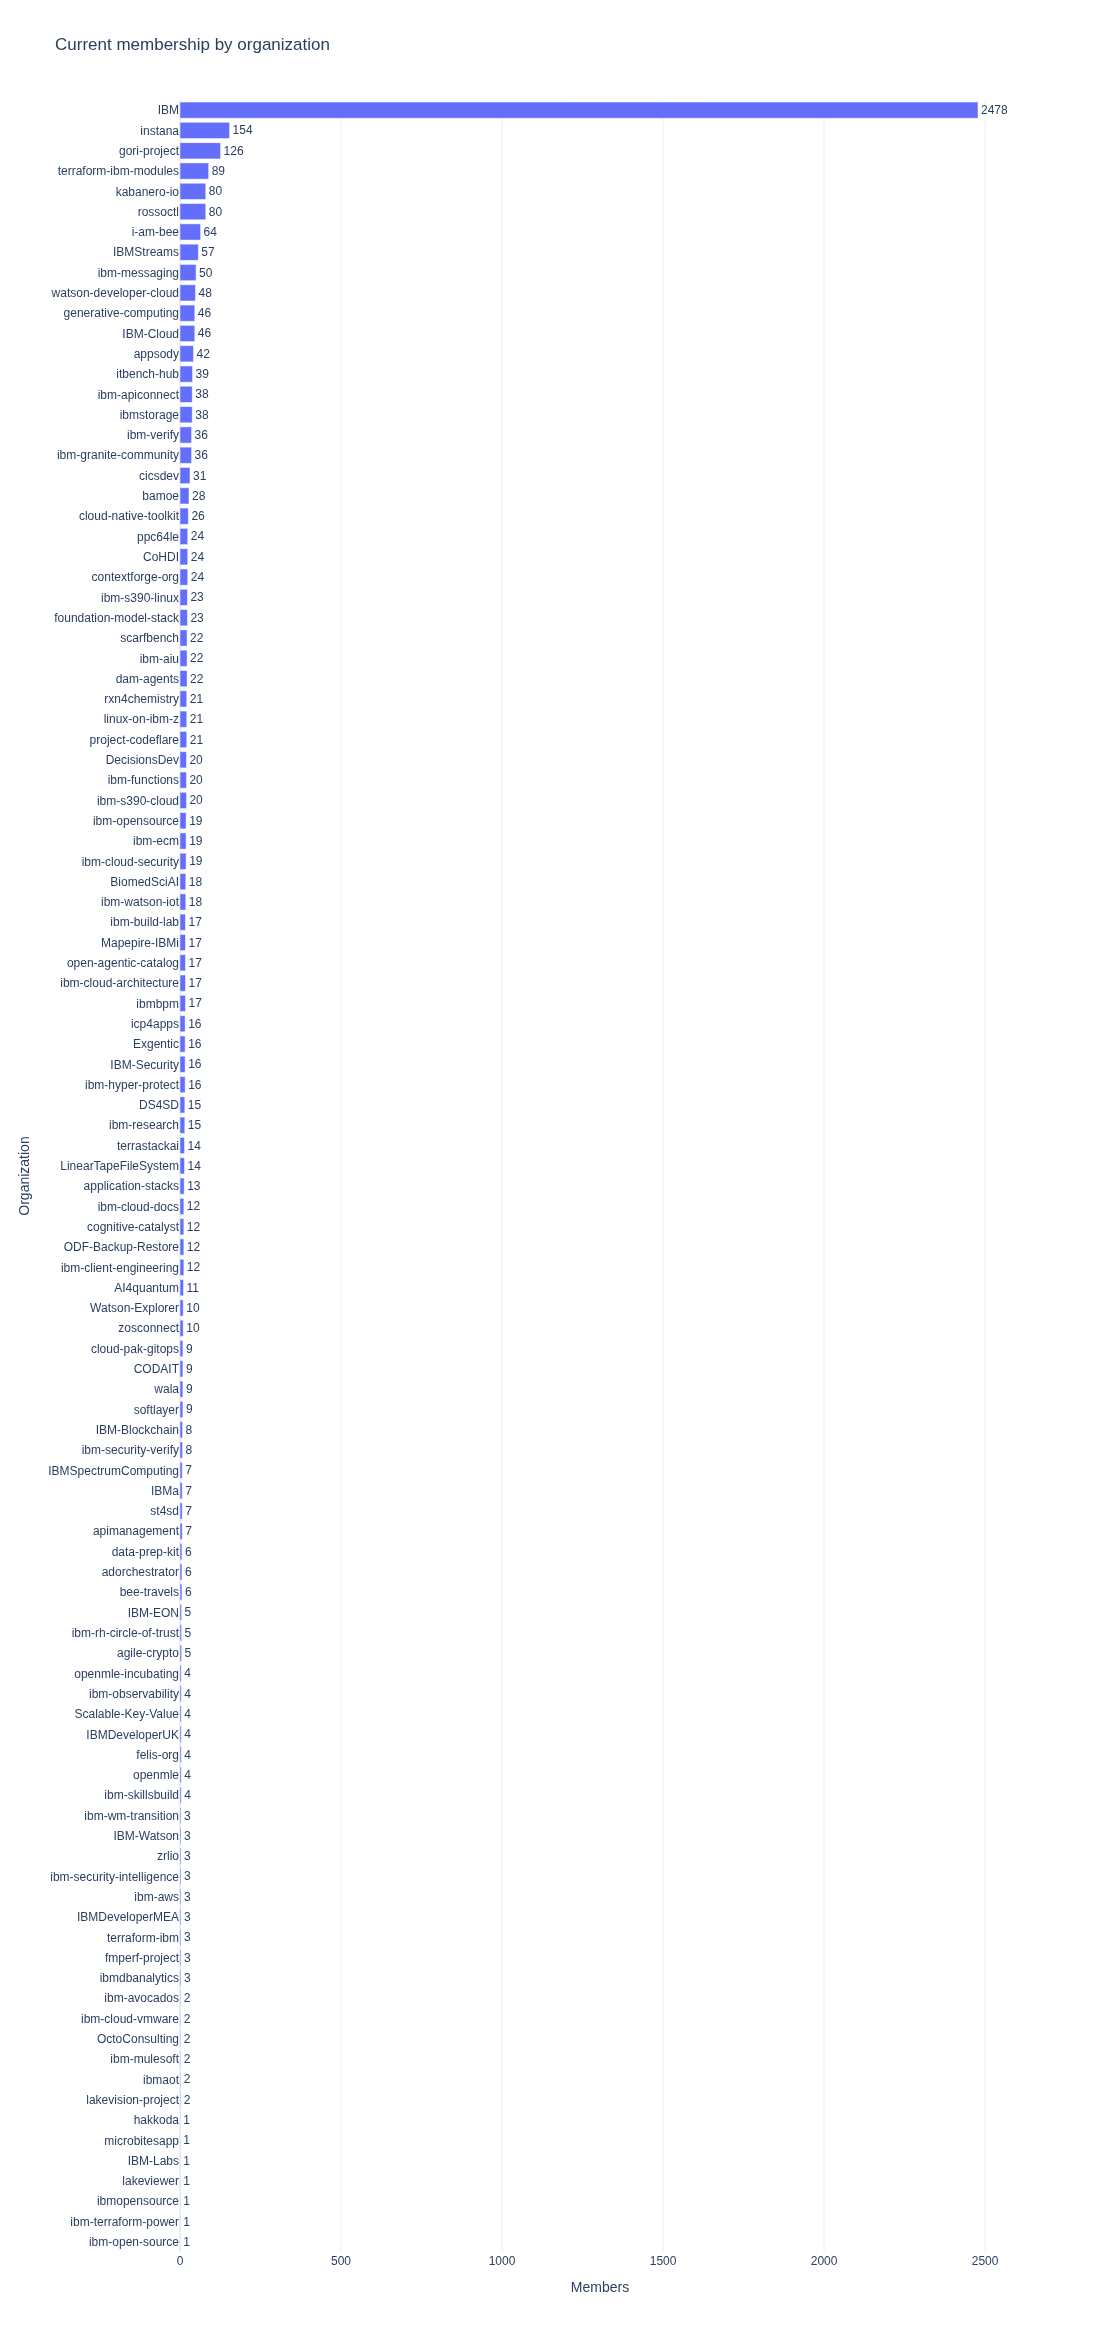 Current membership by organization
IBM 2478
instana 154
gori-project 126
terraform-ibm-modules 89
kabanero-io 80
rossoctl 80
i-am-bee 64
IBMStreams 57
ibm-messaging 50
watson-developer-cloud 48
generative-computing 46
IBM-Cloud 46
appsody 42
itbench-hub 39
ibm-apiconnect 38
ibmstorage 38
ibm-verify 36
ibm-granite-community 36
cicsdev 31
bamoe 28
cloud-native-toolkit 26
ppc64le 24
CoHDI 24
contextforge-org 24
ibm-s390-linux 23
foundation-model-stack 23
scarfbench 22
ibm-aiu 22
dam-agents 22
rxn4chemistry 21
linux-on-ibm-z 21
project-codeflare 21
DecisionsDev 20
ibm-functions 20
ibm-s390-cloud 20
ibm-opensource 19
ibm-ecm 19
ibm-cloud-security 19
BiomedSciAI 18
ibm-watson-iot 18
ibm-build-lab 17
Mapepire-IBMi 17
open-agentic-catalog 17
ibm-cloud-architecture 17
ibmbpm 17
icp4apps 16
Exgentic 16
IBM-Security 16
ibm-hyper-protect 16
DS4SD 15
ibm-research 15
terrastackai 14
LinearTapeFileSystem 14
application-stacks 13
ibm-cloud-docs 12
cognitive-catalyst 12
ODF-Backup-Restore 12
ibm-client-engineering 12
AI4quantum 11
Watson-Explorer 10
zosconnect 10
cloud-pak-gitops 9
CODAIT 9
wala 9
softlayer 9
IBM-Blockchain 8
ibm-security-verify 8
IBMSpectrumComputing 7
IBMa 7
st4sd 7
apimanagement 7
data-prep-kit 6
adorchestrator 6
bee-travels 6
IBM-EON 5
ibm-rh-circle-of-trust 5
agile-crypto 5
openmle-incubating 4
ibm-observability 4
Scalable-Key-Value 4
IBMDeveloperUK 4
felis-org 4
openmle 4
ibm-skillsbuild 4
ibm-wm-transition 3
IBM-Watson 3
zrlio 3
ibm-security-intelligence 3
ibm-aws 3
IBMDeveloperMEA 3
terraform-ibm 3
fmperf-project 3
ibmdbanalytics 3
ibm-avocados 2
ibm-cloud-vmware 2
OctoConsulting 2
ibm-mulesoft 2
ibmaot 2
lakevision-project 2
hakkoda 1
microbitesapp 1
IBM-Labs 1
lakeviewer 1
ibmopensource 1
ibm-terraform-power 1
ibm-open-source 1
0 500 1000 1500 2000 2500
Members
Organization